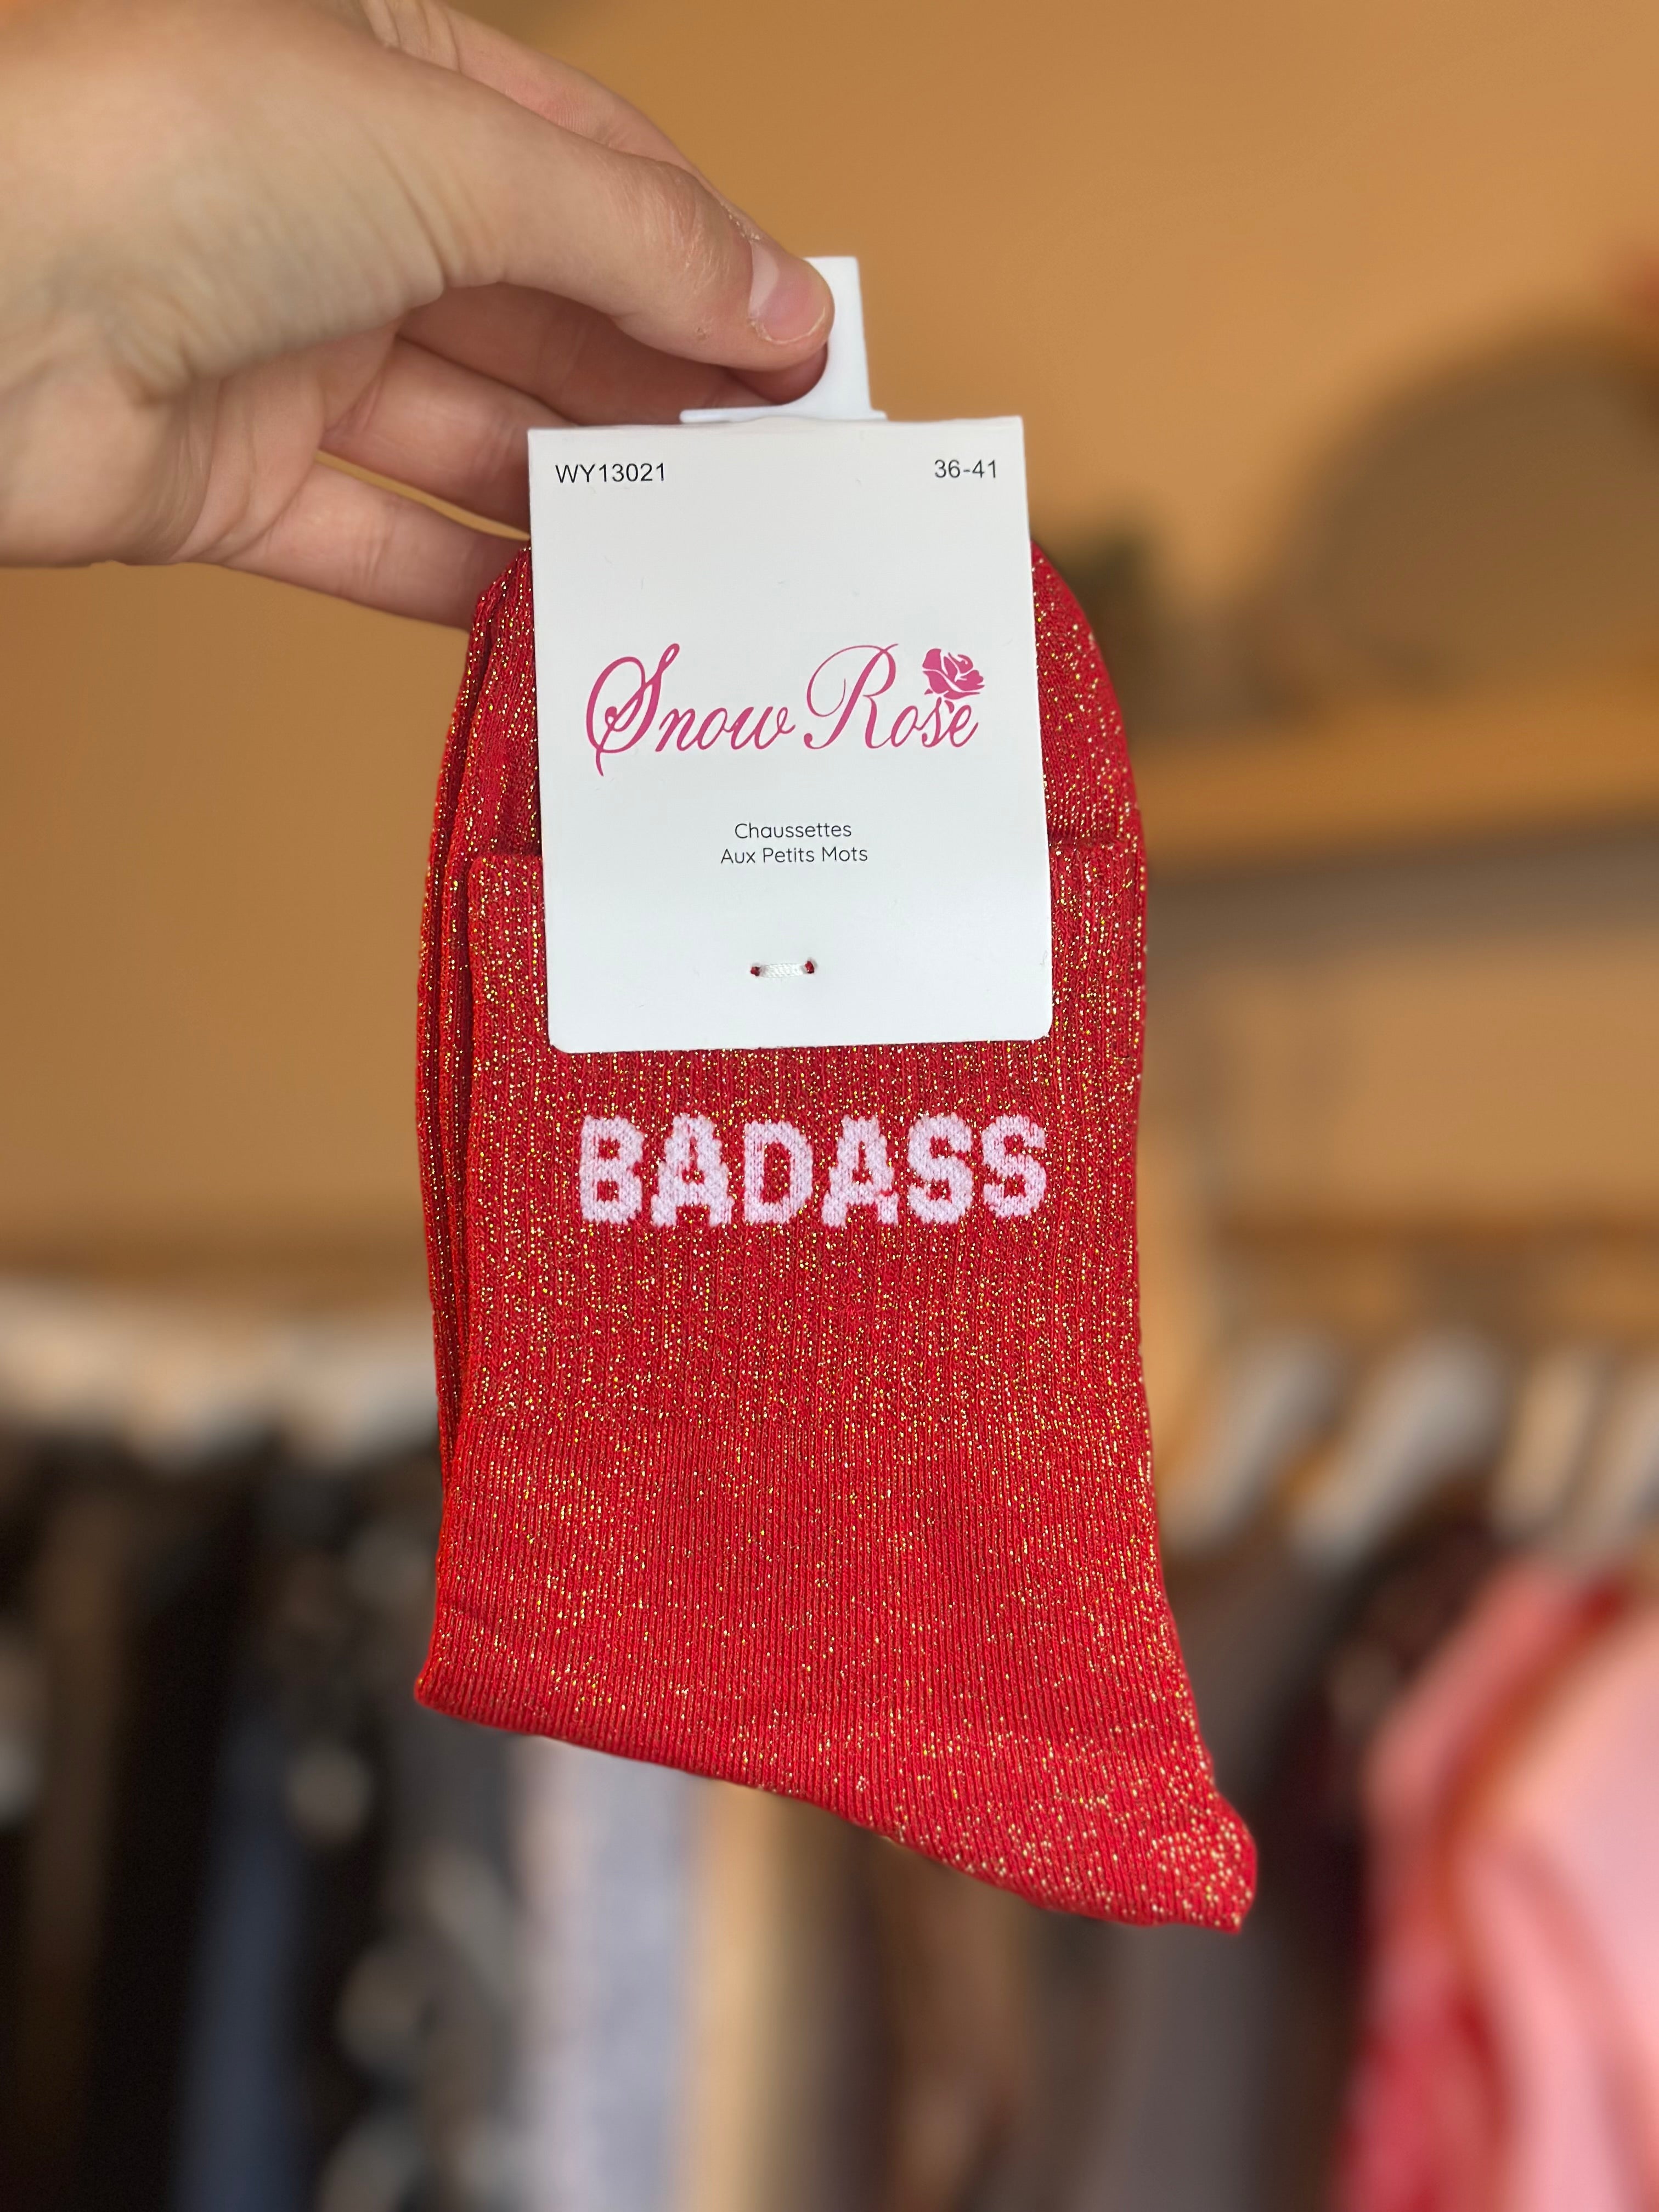 WY13021 36-41
Snow Rose
Chaussettes
Aux Petits Mots
BADASS